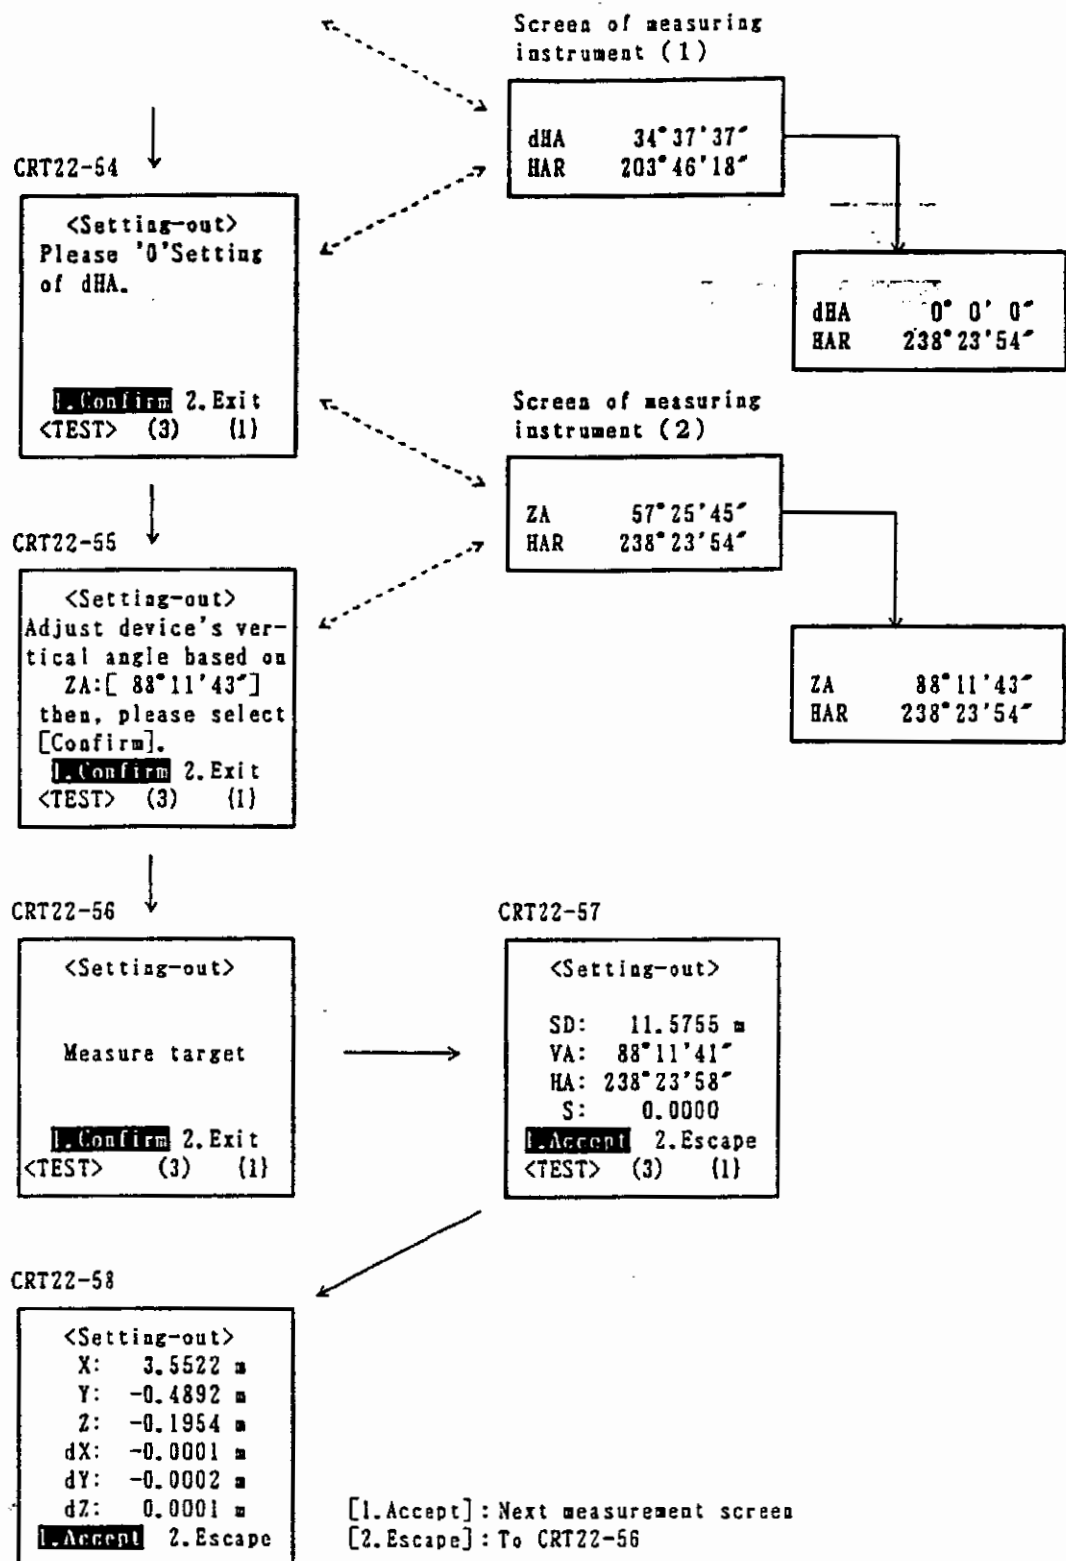 Screen of measuring
instrument (1)
dHA 34°37'37"
HAR 203°46'18"
CRT22-54
<Setting-out>
Please '0'Setting
of dHA.
1.Confirm 2.Exit
<TEST> (3) {1}
dHA 0° 0' 0"
HAR 238°23'54"
Screen of measuring
instrument (2)
ZA 57°25'45"
HAR 238°23'54"
CRT22-55
<Setting-out>
Adjust device's ver-
tical angle based on
ZA:[ 88°11'43"]
then, please select
[Confirm].
1.Confirm 2.Exit
<TEST> (3) {1}
ZA 88°11'43"
HAR 238°23'54"
CRT22-56
<Setting-out>
Measure target
1.Confirm 2.Exit
<TEST> (3) {1}
CRT22-57
<Setting-out>
SD: 11.5755 m
VA: 88°11'41"
HA: 238°23'58"
S: 0.0000
1.Accept 2.Escape
<TEST> (3) {1}
CRT22-58
<Setting-out>
X: 3.5522 m
Y: -0.4892 m
Z: -0.1954 m
dX: -0.0001 m
dY: -0.0002 m
dZ: 0.0001 m
1.Accept 2.Escape
[1.Accept]: Next measurement screen
[2.Escape]: To CRT22-56